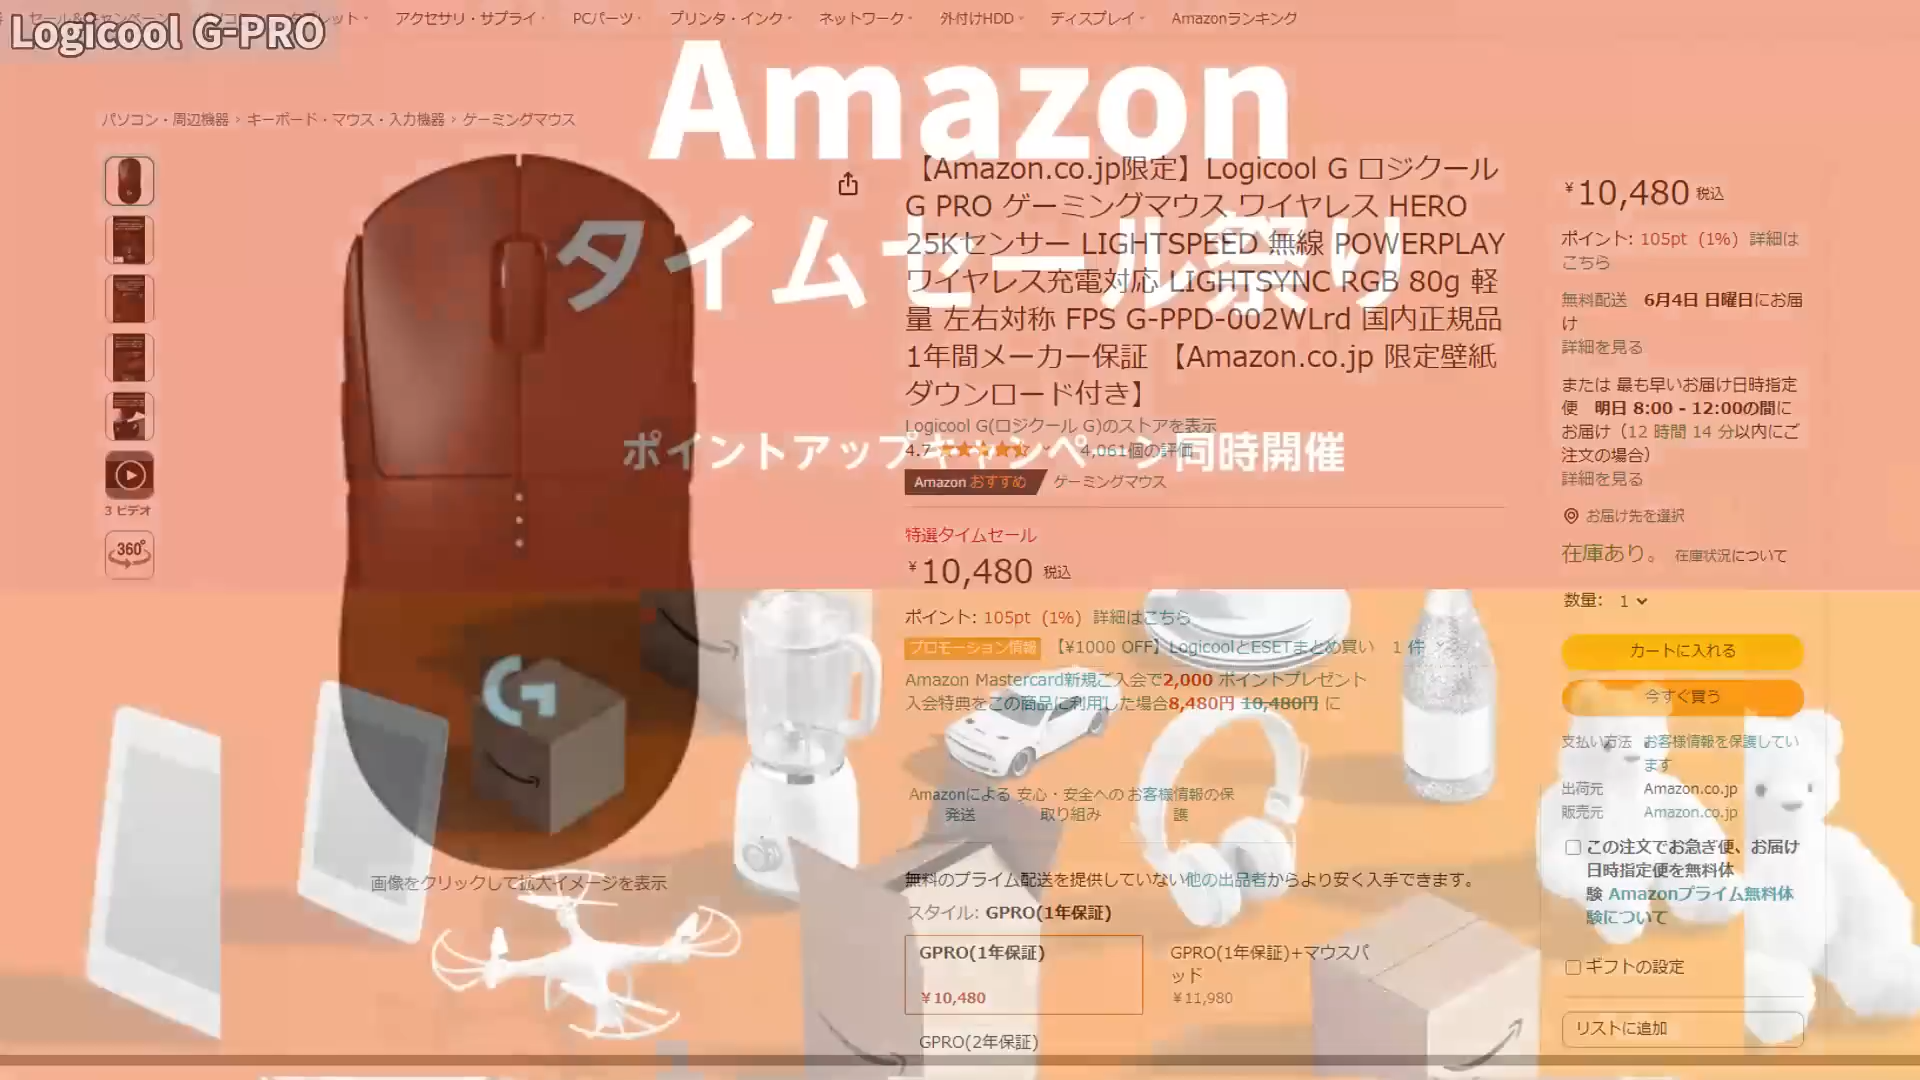 Logicool G-PRO
アクセサリ・サプライ
PCパーツ
プリンタ・インク
ネットワーク
外付けHDD
ディスプレイ
Amazonランキング
Amazon
タイムセール祭り
ポイントアップキャンペーン同時開催
パソコン・周辺機器 › キーボード・マウス・入力機器 › ゲーミングマウス
3 ビデオ
360°
画像をクリックして拡大イメージを表示
【Amazon.co.jp限定】Logicool G ロジクール
G PRO ゲーミングマウス ワイヤレス HERO
25Kセンサー LIGHTSPEED 無線 POWERPLAY
ワイヤレス充電対応 LIGHTSYNC RGB 80g 軽
量 左右対称 FPS G-PPD-002WLrd 国内正規品
1年間メーカー保証 【Amazon.co.jp 限定壁紙
ダウンロード付き】
Logicool G(ロジクール G)のストアを表示
4.7 4,061個の評価
Amazon おすすめ ゲーミングマウス
特選タイムセール
¥10,480 税込
ポイント: 105pt (1%) 詳細はこちら
プロモーション情報 【¥1000 OFF】LogicoolとESETまとめ買い 1 件
Amazon Mastercard新規ご入会で2,000 ポイントプレゼント
入会特典をこの商品に利用した場合8,480円 10,480円 に
Amazonによる発送
安心・安全への取り組み
お客様情報の保護
無料のプライム配送を提供していない他の出品者からより安く入手できます。
スタイル: GPRO(1年保証)
GPRO(1年保証)
¥10,480
GPRO(1年保証)+マウスパ
ッド
¥11,980
GPRO(2年保証)
¥10,480 税込
ポイント: 105pt (1%) 詳細は
こちら
無料配送 6月4日 日曜日にお届
け
詳細を見る
または 最も早いお届け日時指定
便 明日 8:00 - 12:00の間に
お届け（12 時間 14 分以内にご
注文の場合）
詳細を見る
お届け先を選択
在庫あり。 在庫状況について
数量: 1
カートに入れる
今すぐ買う
支払い方法 お客様情報を保護してい
ます
出荷元 Amazon.co.jp
販売元 Amazon.co.jp
この注文でお急ぎ便、お届け
日時指定便を無料体
験 Amazonプライム無料体
験について
ギフトの設定
リストに追加